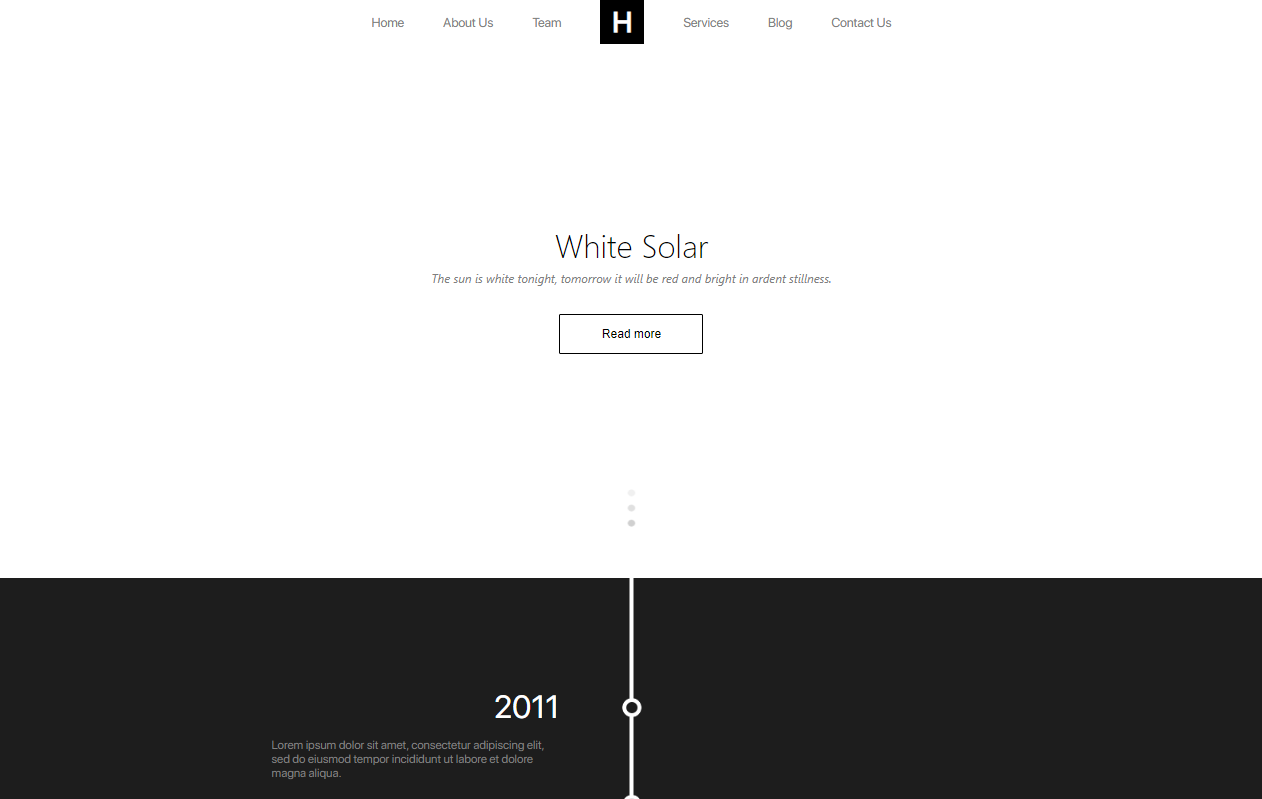 Home About Us Team H Services Blog Contact Us
White Solar
The sun is white tonight, tomorrow it will be red and bright in ardent stillness.
Read more
2011
Lorem ipsum dolor sit amet, consectetur adipiscing elit,
sed do eiusmod tempor incididunt ut labore et dolore
magna aliqua.